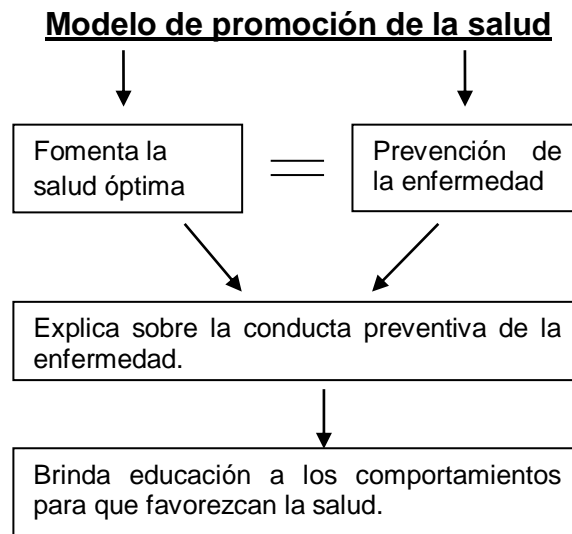 Modelo de promoción de la salud
Fomenta la
salud óptima
Prevención de
la enfermedad
Explica sobre la conducta preventiva de la
enfermedad.
Brinda educación a los comportamientos
para que favorezcan la salud.